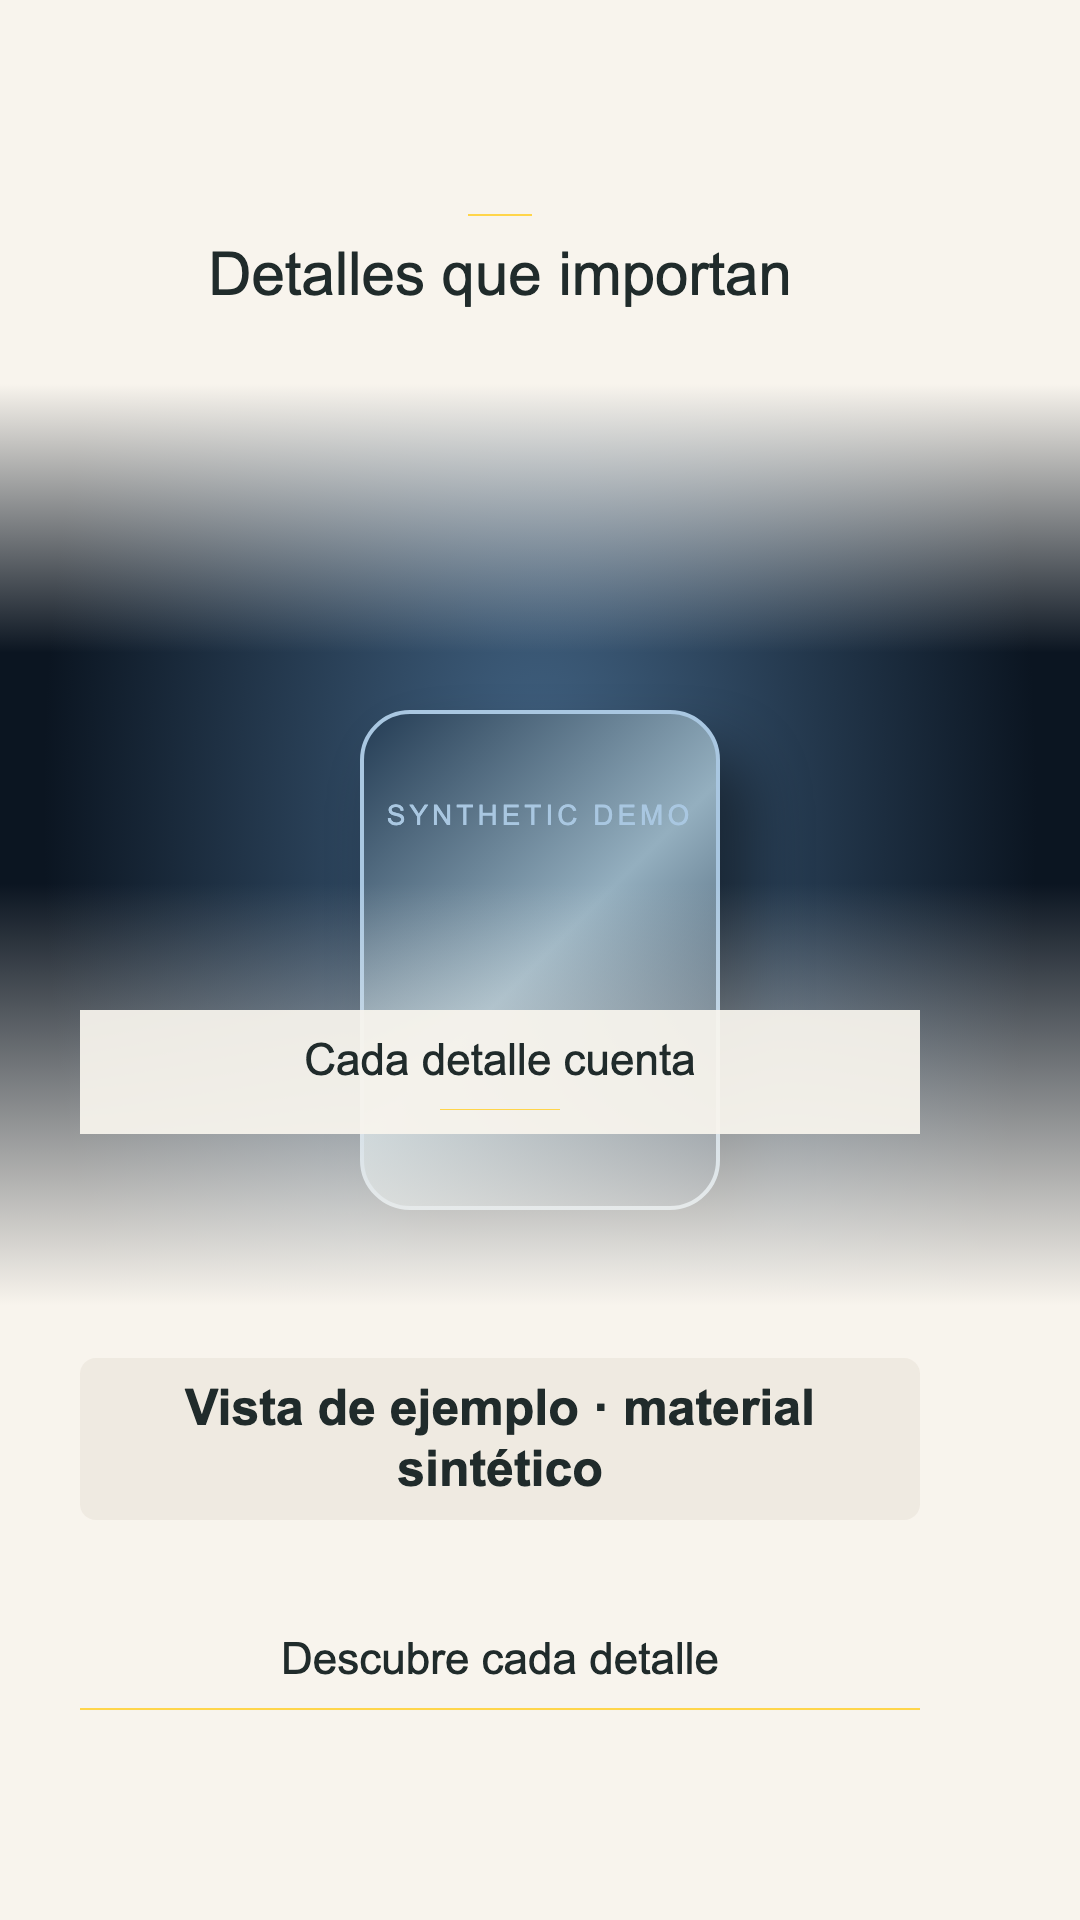 Detalles que importan
SYNTHETIC DEMO
Cada detalle cuenta
Vista de ejemplo · material
sintético
Descubre cada detalle